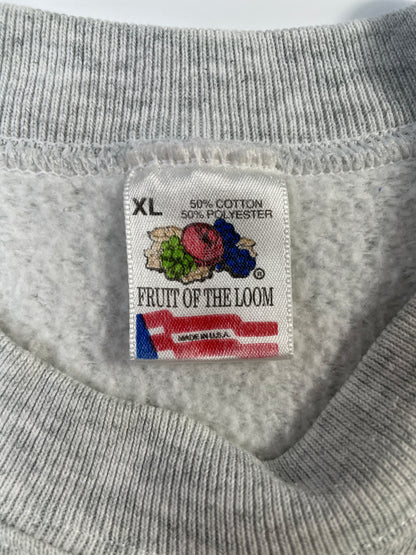 XL
50% COTTON
50% POLYESTER
®
FRUIT OF THE LOOM
MADE IN U.S.A.